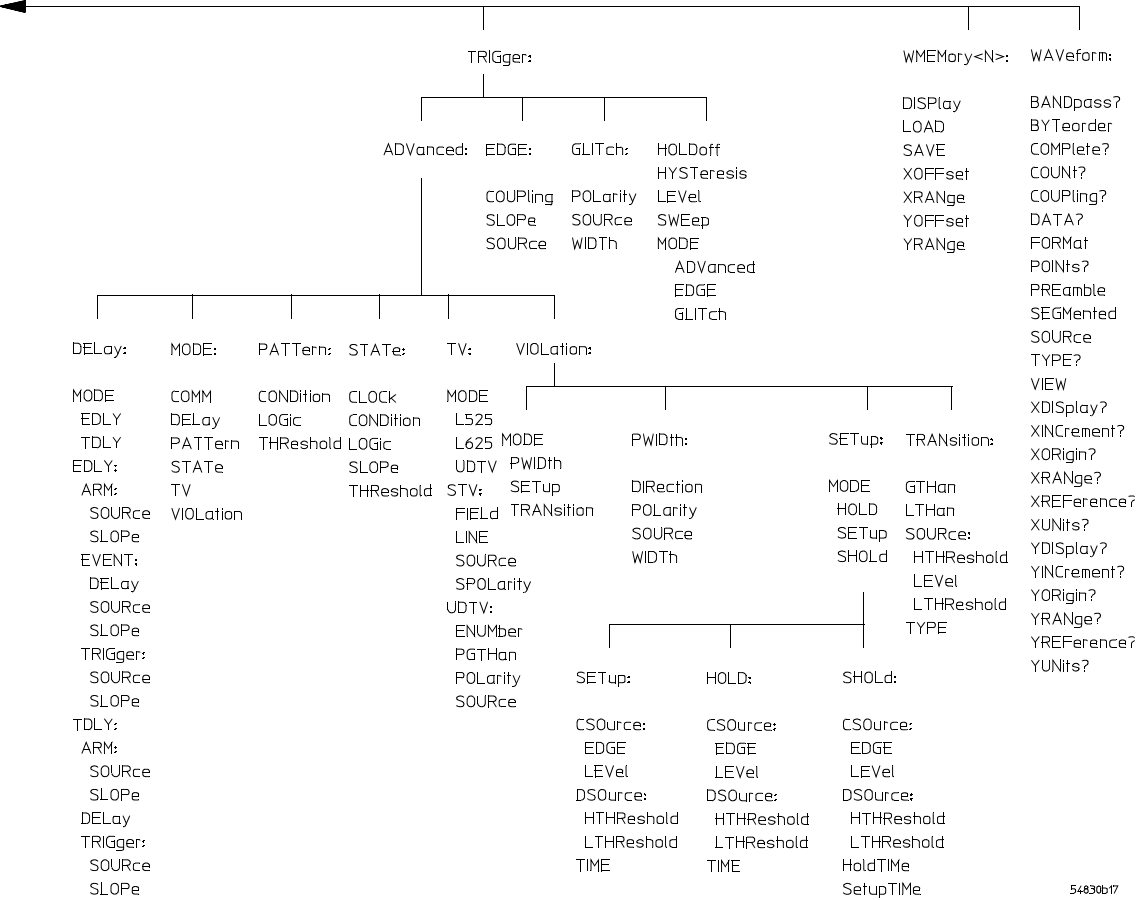 TRIGger:
WMEMory<N>:
WAVeform:
DISPlay
LOAD
SAVE
XOFFset
XRANge
YOFFset
YRANge
BANDpass?
BYTeorder
COMPlete?
COUNt?
COUPling?
DATA?
FORMat
POINts?
PREamble
SEGMented
SOURce
TYPE?
VIEW
XDISplay?
XINCrement?
XORigin?
XRANge?
XREFerence?
XUNits?
YDISplay?
YINCrement?
YORigin?
YRANge?
YREFerence?
YUNits?
ADVanced:
EDGE:
COUPling
SLOPe
SOURce
GLITch:
POLarity
SOURce
WIDTh
HOLDoff
HYSTeresis
LEVel
SWEep
MODE
ADVanced
EDGE
GLITch
DELay:
MODE
EDLY
TDLY
EDLY:
ARM:
SOURce
SLOPe
EVENT:
DELay
SOURce
SLOPe
TRIGger:
SOURce
SLOPe
TDLY:
ARM:
SOURce
SLOPe
DELay
TRIGger:
SOURce
SLOPe
MODE:
COMM
DELay
PATTern
STATe
TV
VIOLation
PATTern:
CONDition
LOGic
THReshold
STATe:
CLOCk
CONDition
LOGic
SLOPe
THReshold
TV:
MODE
L525
L625
UDTV
STV:
FIELd
LINE
SOURce
SPOLarity
UDTV:
ENUMber
PGTHan
POLarity
SOURce
VIOLation:
MODE
PWIDth
SETup
TRANsition
PWIDth:
DIRection
POLarity
SOURce
WIDTh
SETup:
MODE
HOLD
SETup
SHOLd
TRANsition:
GTHan
LTHan
SOURce:
HTHReshold
LEVel
LTHReshold
TYPE
SETup:
CSOurce:
EDGE
LEVel
DSOurce:
HTHReshold
LTHReshold
TIME
HOLD:
CSOurce:
EDGE
LEVel
DSOurce:
HTHReshold
LTHReshold
TIME
SHOLd:
CSOurce:
EDGE
LEVel
DSOurce:
HTHReshold
LTHReshold
HoldTIMe
SetupTIMe
54830b17